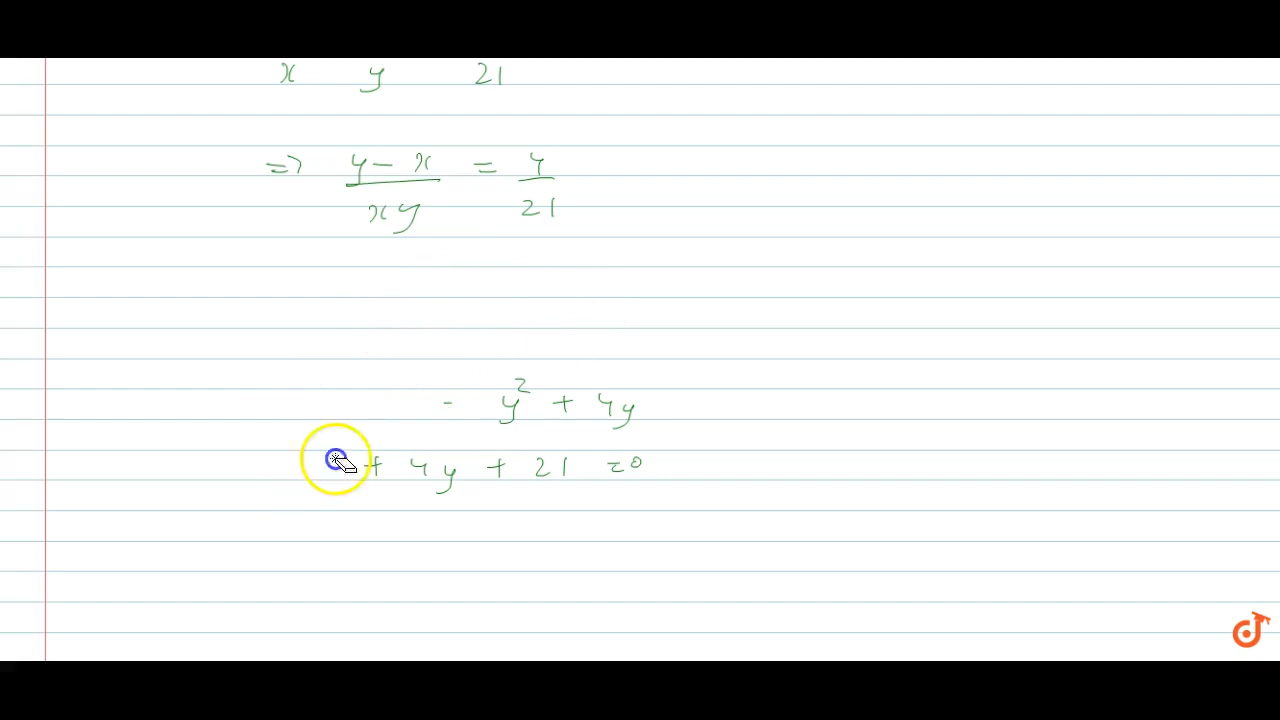 x y 21
=> y - x / xy = 4 / 21
- y² + 4y
+ 4y + 21 =0